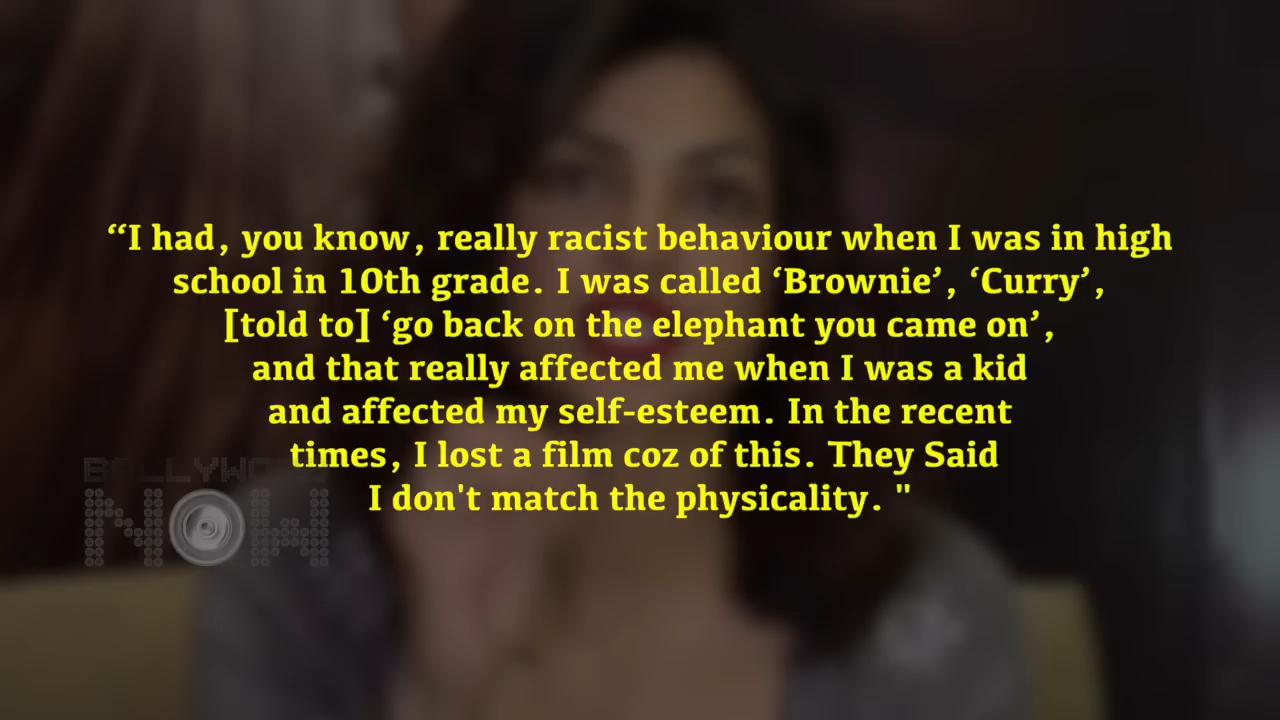 “I had, you know, really racist behaviour when I was in high
school in 10th grade. I was called ‘Brownie’, ‘Curry’,
[told to] ‘go back on the elephant you came on’,
and that really affected me when I was a kid
and affected my self-esteem. In the recent
times, I lost a film coz of this. They Said
I don't match the physicality. "
BOLLYWOOD
NOW